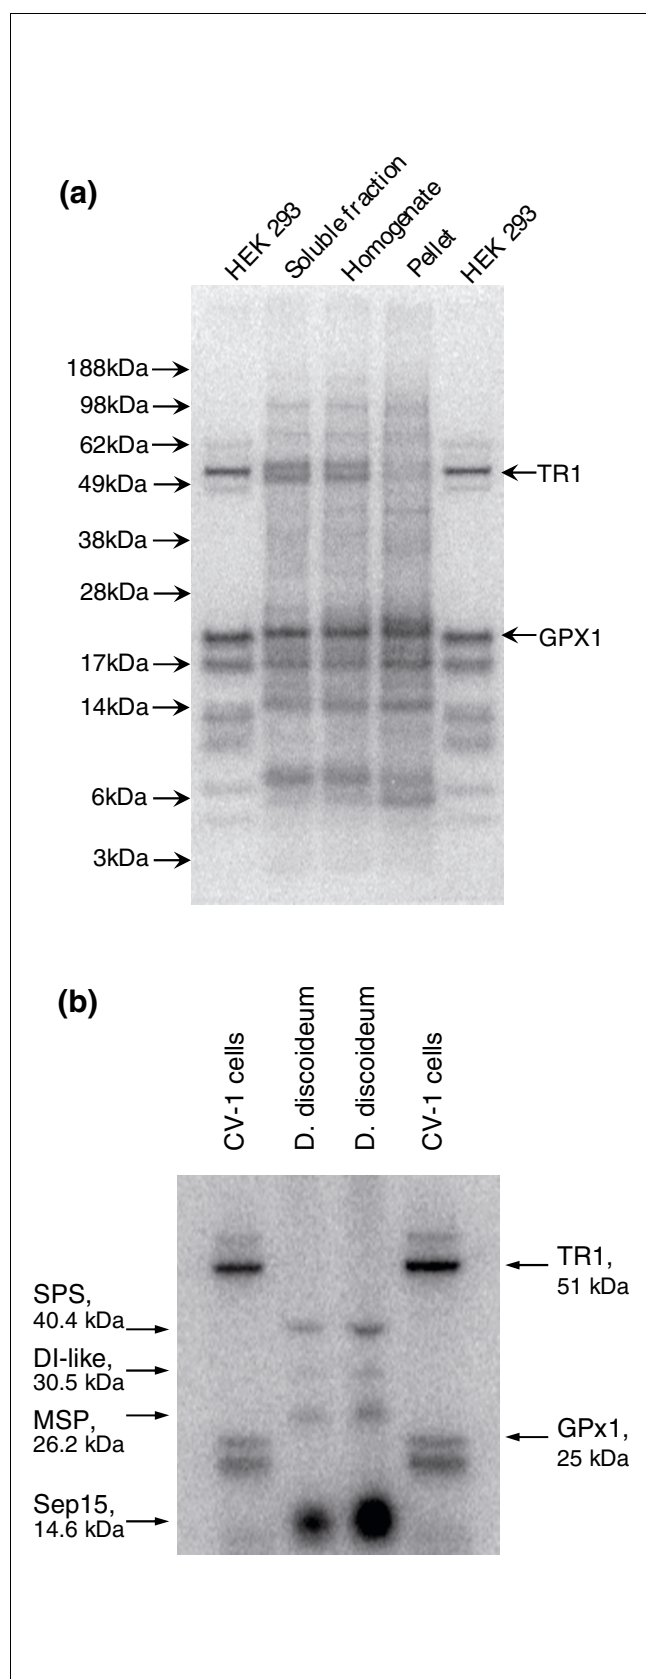 (a)
HEK 293
Soluble fraction
Homogenate
Pellet
HEK 293
188kDa
98kDa
62kDa
49kDa
38kDa
28kDa
17kDa
14kDa
6kDa
3kDa
TR1
GPX1
(b)
CV-1 cells
D. discoideum
D. discoideum
CV-1 cells
SPS,
40.4 kDa
DI-like,
30.5 kDa
MSP,
26.2 kDa
Sep15,
14.6 kDa
TR1,
51 kDa
GPx1,
25 kDa